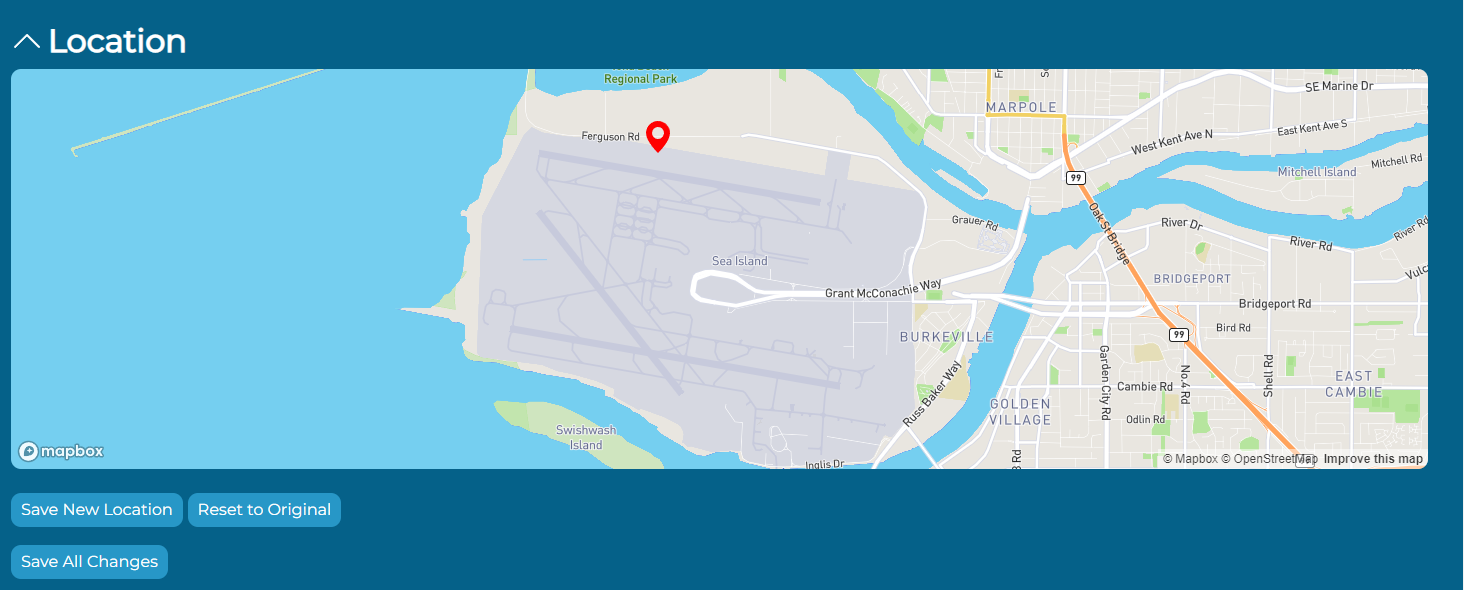 Location
Regional Park
MARPOLE
SE Marine Dr
Ferguson Rd
West Kent Ave N
East Kent Ave S
Mitchell Rd
99
Mitchell Island
Oak St Bridge
Grauer Rd
River Dr
River Rd
River Rd
Sea Island
BRIDGEPORT
Grant McConachie Way
Bridgeport Rd
Bird Rd
99
BURKEVILLE
Garden City Rd
No. 4 Rd
Shell Rd
EAST
CAMBIE
Cambie Rd
Russ Baker Way
GOLDEN
VILLAGE
Odlin Rd
Swishwash
Island
Inglis Dr
mapbox
© Mapbox © OpenStreetMap Improve this map
Save New Location
Reset to Original
Save All Changes